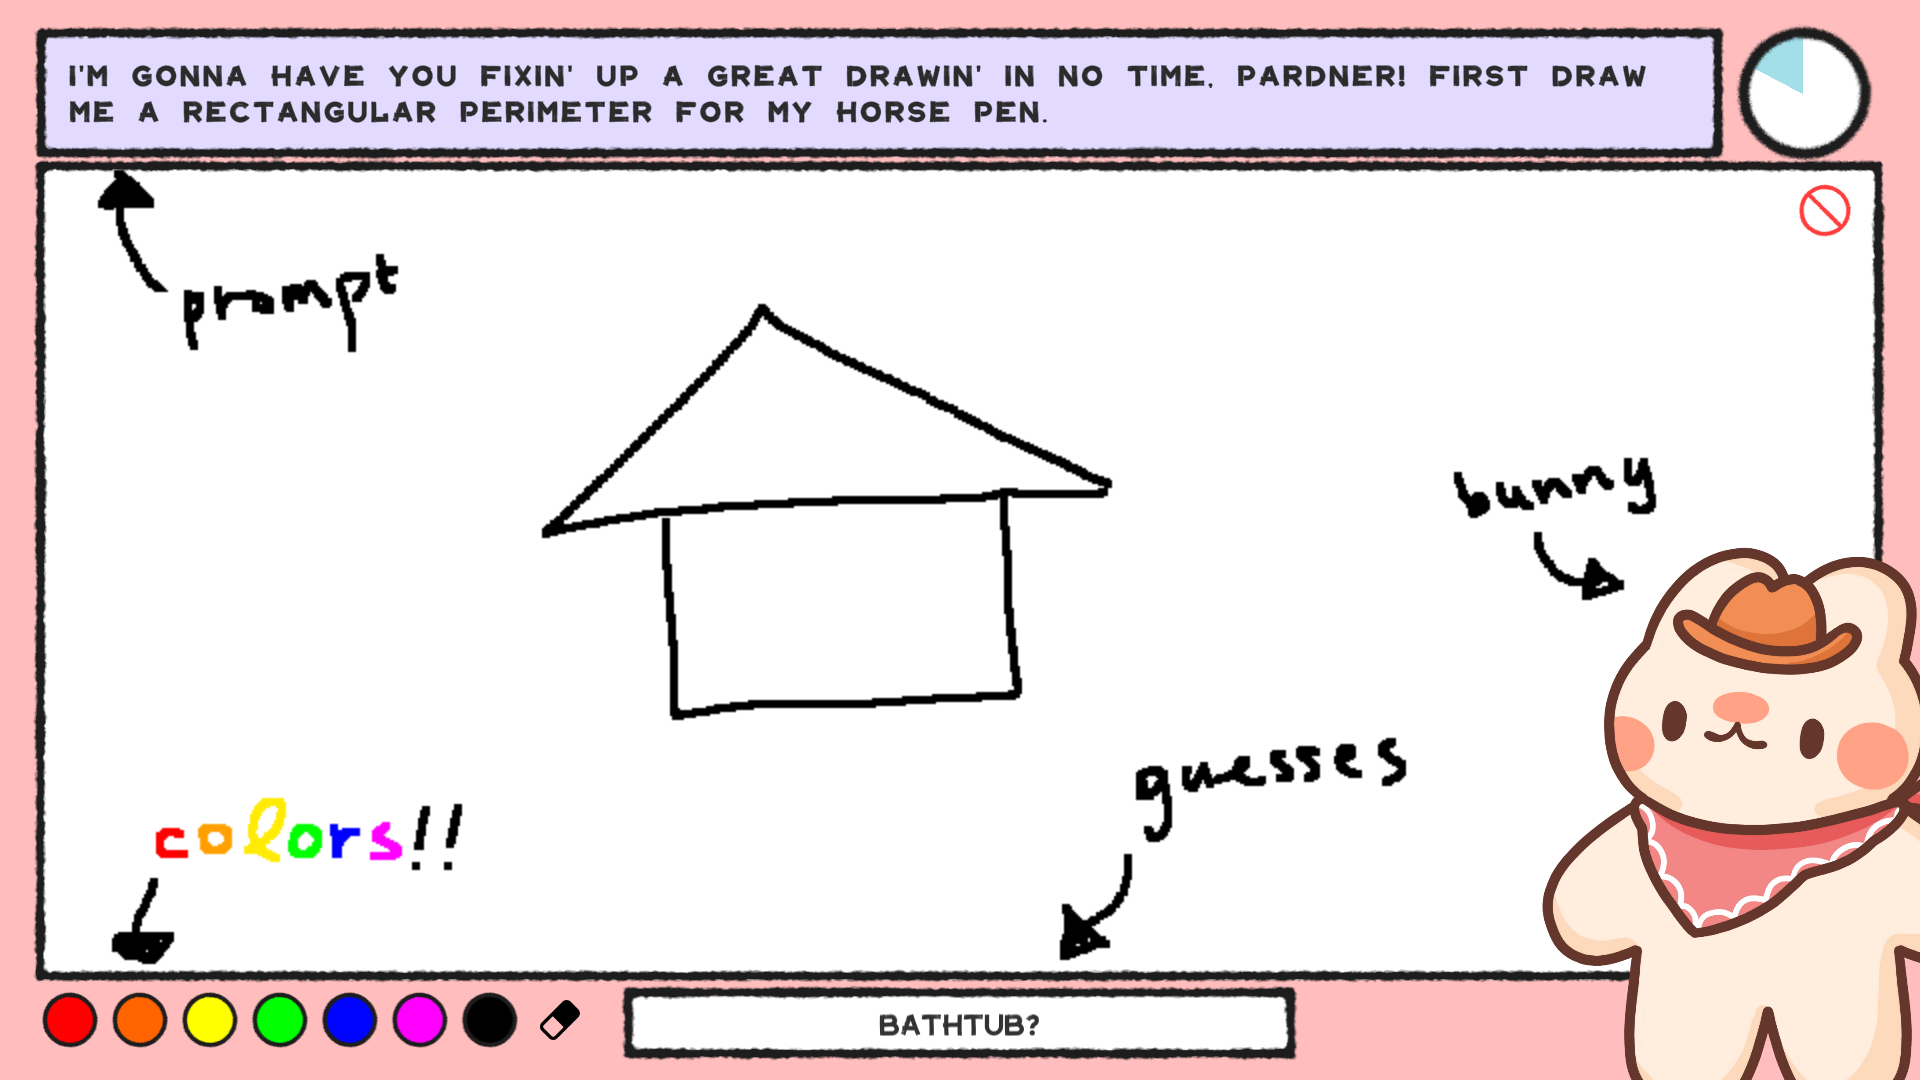 I'M GONNA HAVE YOU FIXIN' UP A GREAT DRAWIN' IN NO TIME, PARDNER! FIRST DRAW
ME A RECTANGULAR PERIMETER FOR MY HORSE PEN.
prompt
bunny
guesses
colors!!
BATHTUB?